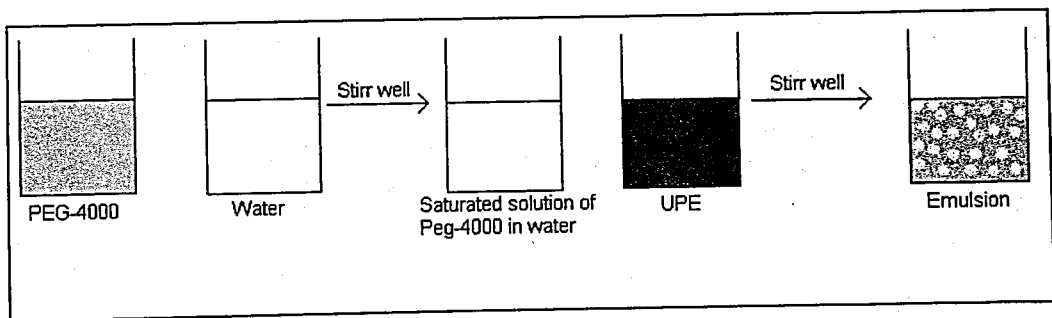 Stirr well
Stirr well
PEG-4000
Water
Saturated solution of
Peg-4000 in water
UPE
Emulsion